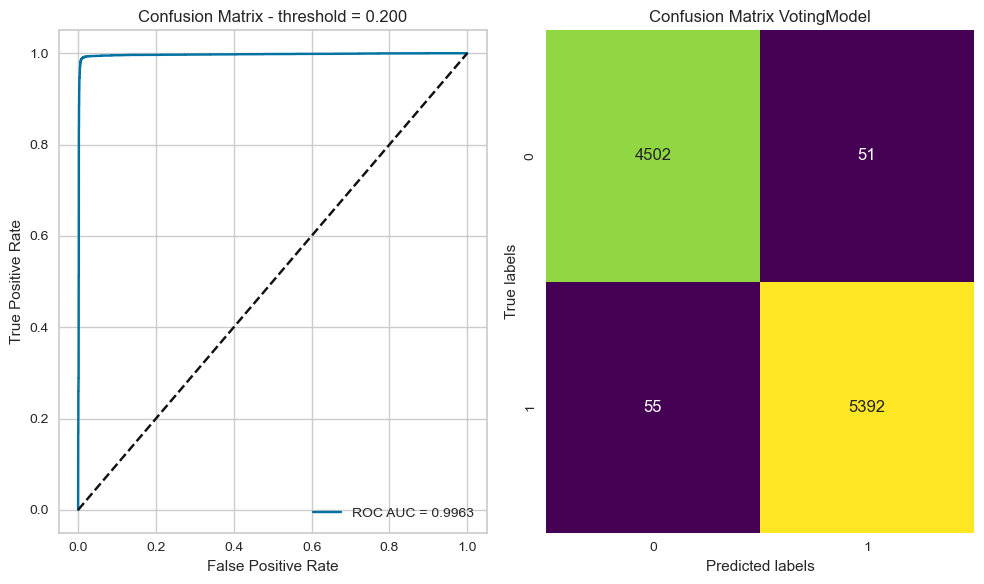 Confusion Matrix - threshold = 0.200
1.0
0.8
0.6
0.4
0.2
0.0
True Positive Rate
ROC AUC = 0.9963
0.0 0.2 0.4 0.6 0.8 1.0
False Positive Rate
Confusion Matrix VotingModel
0
4502 51
True labels
1
55 5392
0 1
Predicted labels